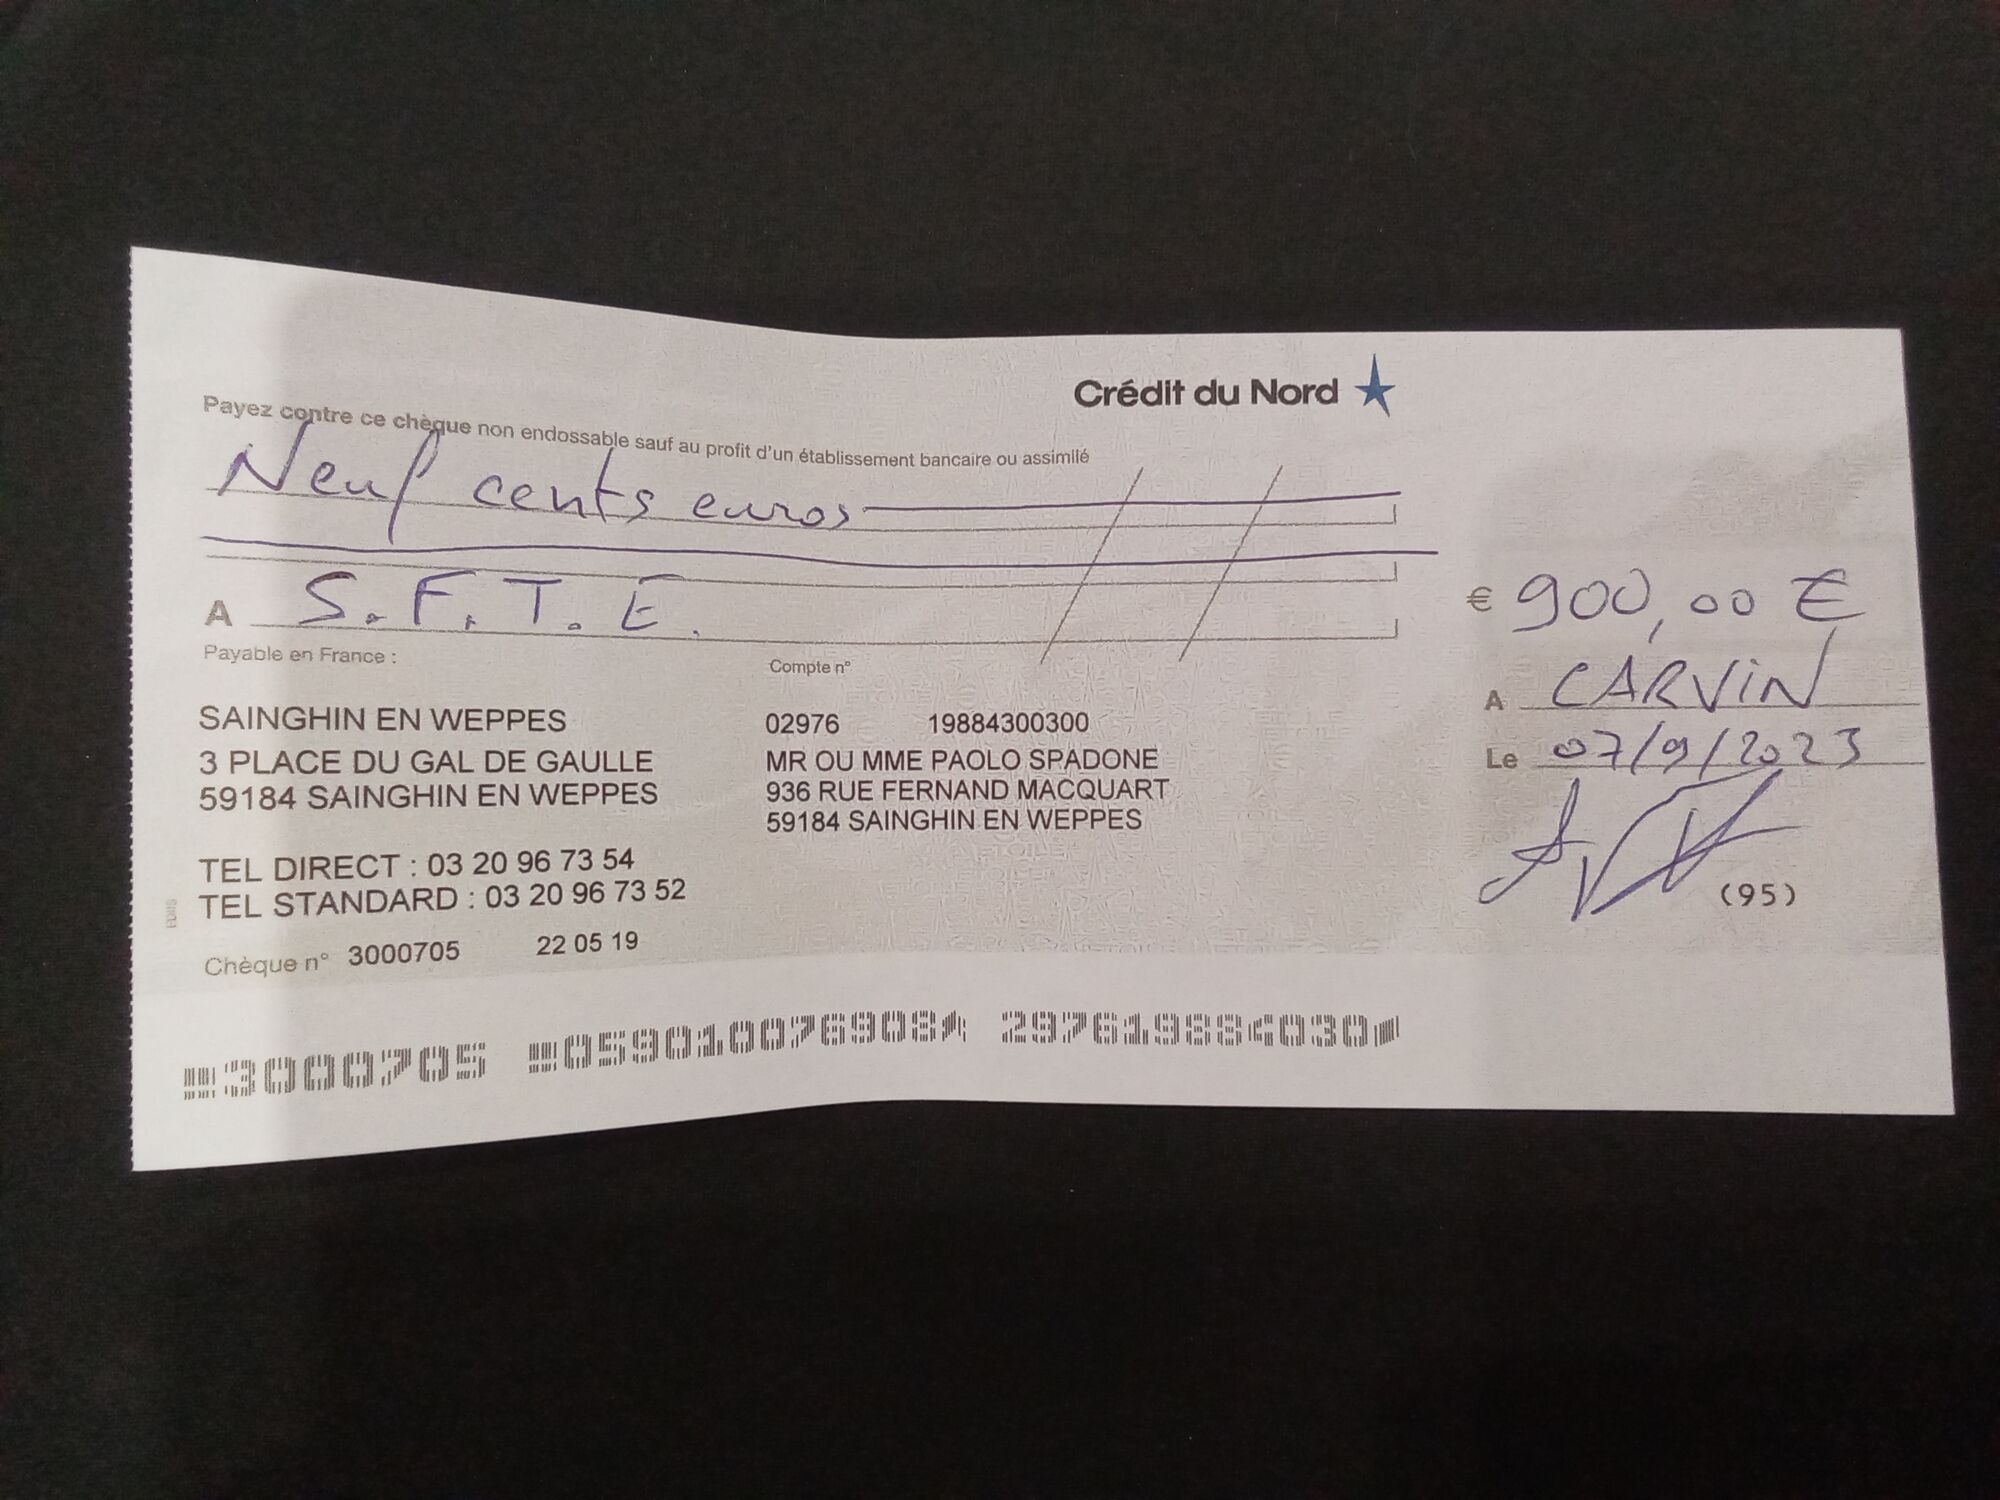 Crédit du Nord
Payez contre ce chèque non endossable sauf au profit d'un établissement bancaire ou assimilé
Neuf cents euros
A S.F.T.E.
€ 900,00 €
Payable en France :
Compte n°
A CARVIN
SAINGHIN EN WEPPES
3 PLACE DU GAL DE GAULLE
59184 SAINGHIN EN WEPPES
02976 19884300300
MR OU MME PAOLO SPADONE
936 RUE FERNAND MACQUART
59184 SAINGHIN EN WEPPES
Le 07/9/2023
TEL DIRECT : 03 20 96 73 54
TEL STANDARD : 03 20 96 73 52
(95)
Chèque n° 3000705 22 05 19
3000705 059010076908 297619884030